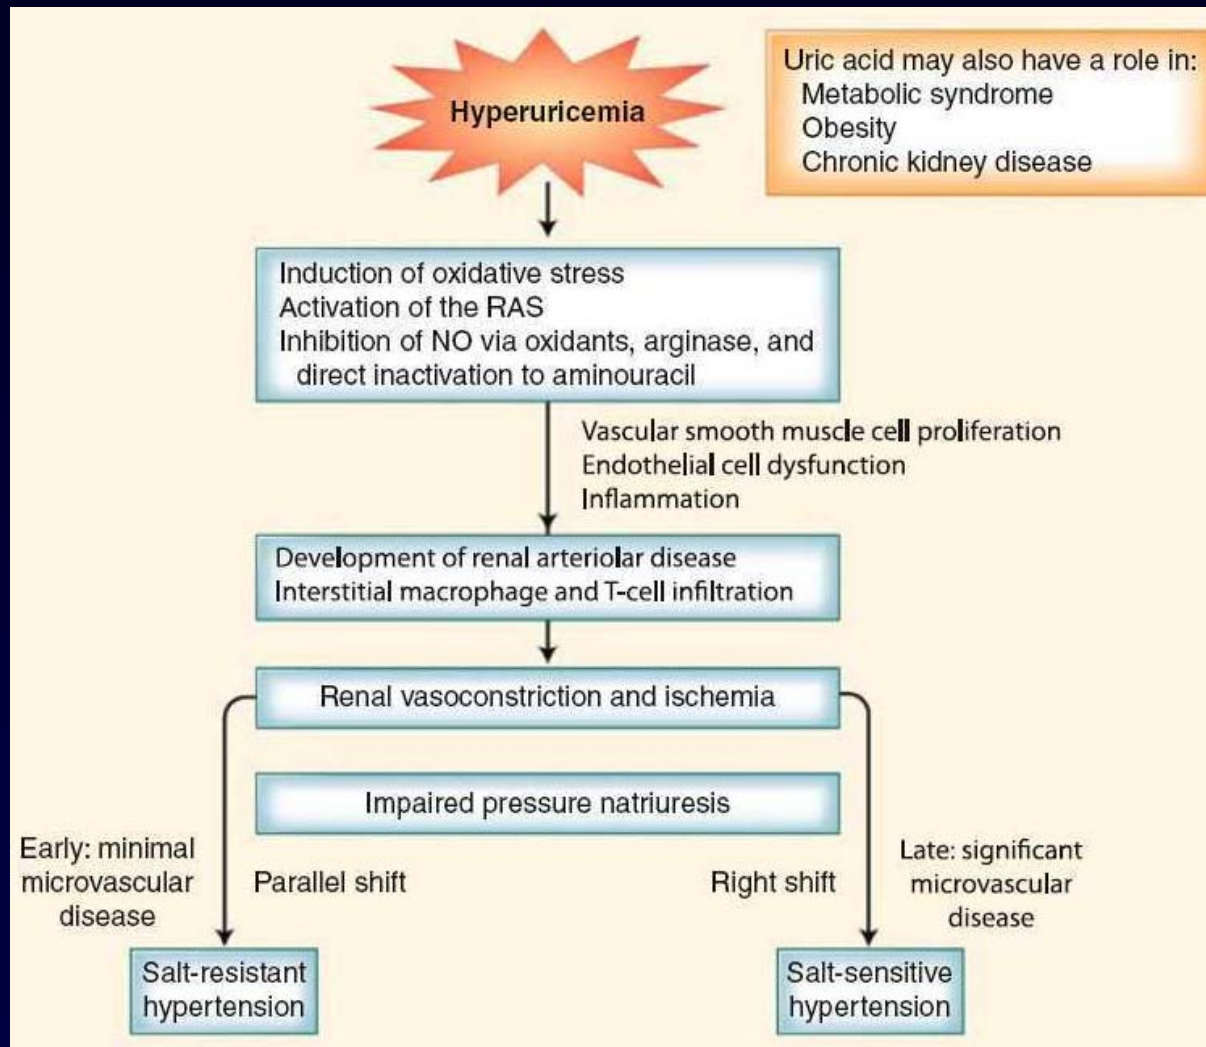 Hyperuricemia
Uric acid may also have a role in:
Metabolic syndrome
Obesity
Chronic kidney disease
Induction of oxidative stress
Activation of the RAS
Inhibition of NO via oxidants, arginase, and
direct inactivation to aminouracil
Vascular smooth muscle cell proliferation
Endothelial cell dysfunction
Inflammation
Development of renal arteriolar disease
Interstitial macrophage and T-cell infiltration
Renal vasoconstriction and ischemia
Impaired pressure natriuresis
Early: minimal
microvascular
disease
Parallel shift
Right shift
Late: significant
microvascular
disease
Salt-resistant
hypertension
Salt-sensitive
hypertension